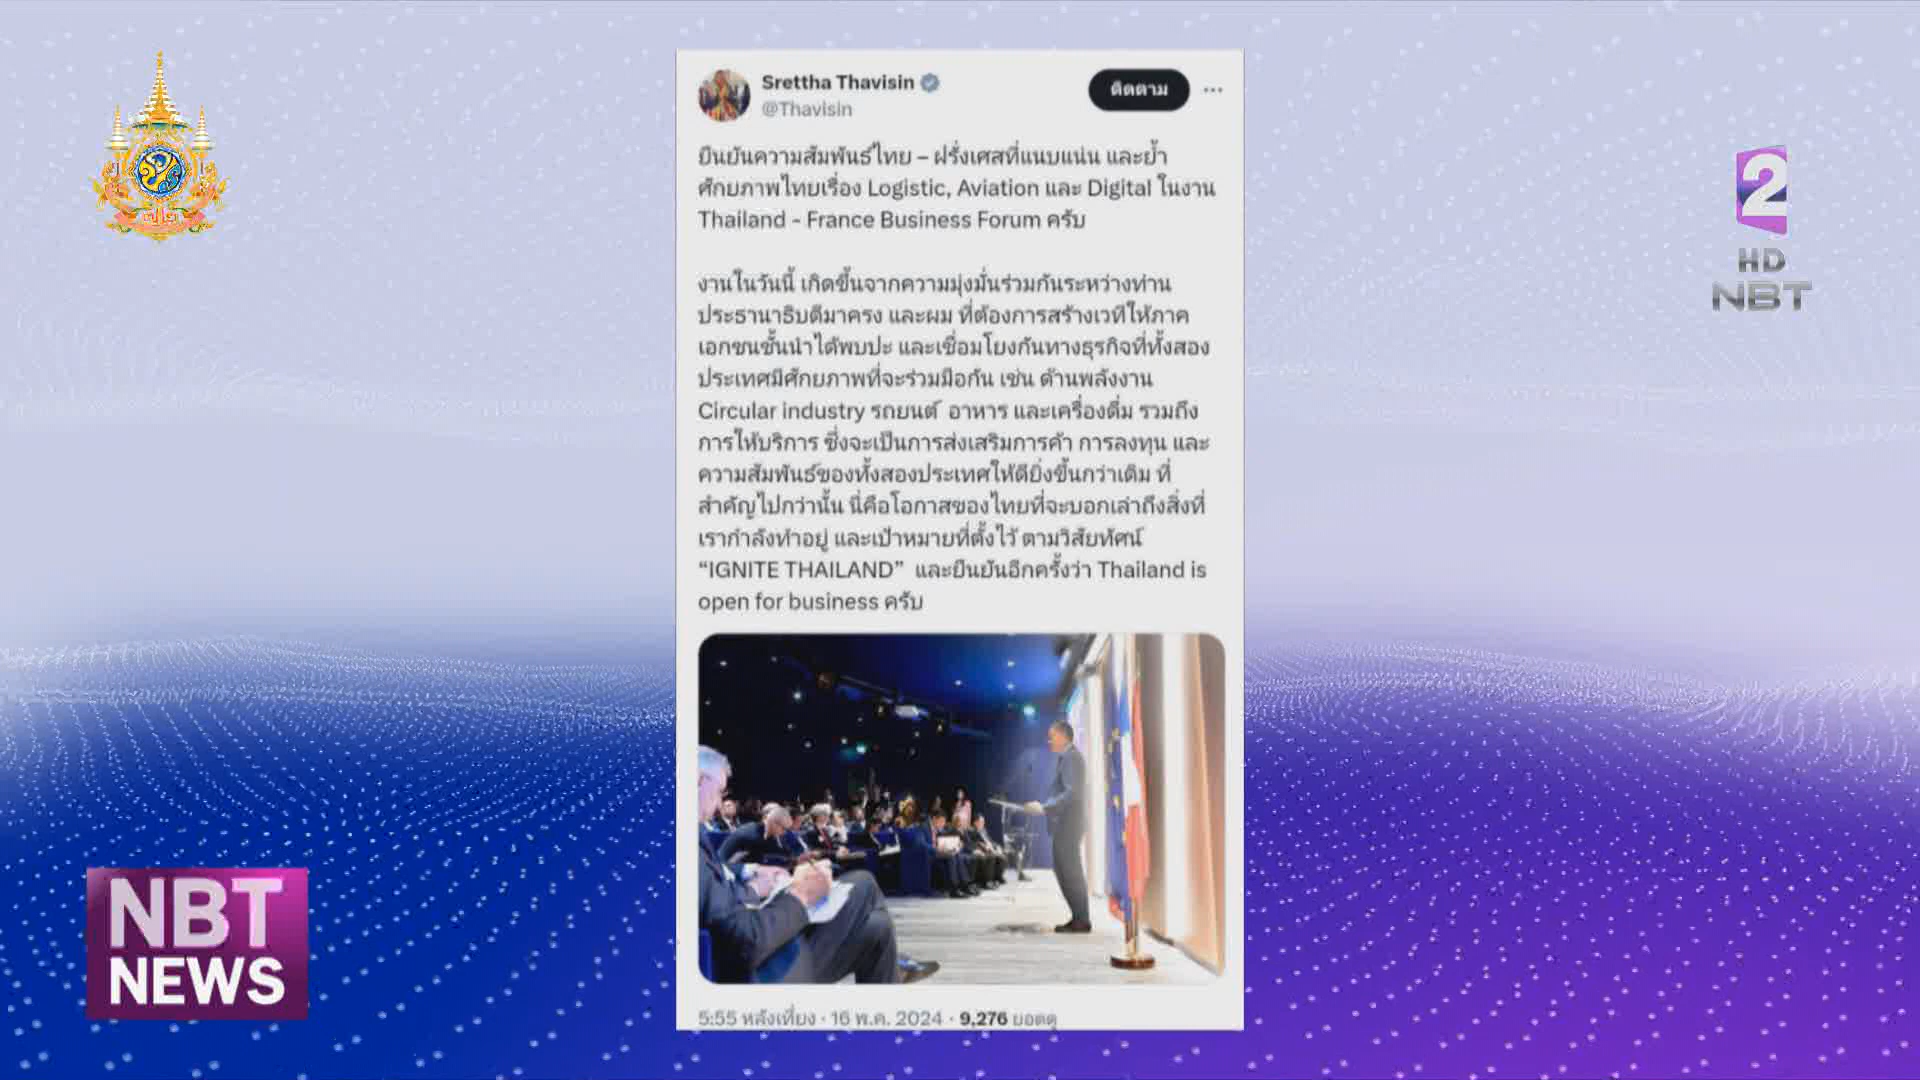 Srettha Thavisin
@Thavisin
ติดตาม
ยืนยันความสัมพันธ์ไทย – ฝรั่งเศสที่แนบแน่น และย้ำ
ศักยภาพไทยเรื่อง Logistic, Aviation และ Digital ในงาน
Thailand - France Business Forum ครับ
งานในวันนี้ เกิดขึ้นจากความมุ่งมั่นร่วมกันระหว่างท่าน
ประธานาธิบดีมาครง และผม ที่ต้องการสร้างเวทีให้ภาค
เอกชนชั้นนำได้พบปะ และเชื่อมโยงกันทางธุรกิจที่ทั้งสอง
ประเทศมีศักยภาพที่จะร่วมมือกัน เช่น ด้านพลังงาน
Circular industry รถยนต์ อาหาร และเครื่องดื่ม รวมถึง
การให้บริการ ซึ่งจะเป็นการส่งเสริมการค้า การลงทุน และ
ความสัมพันธ์ของทั้งสองประเทศให้ดียิ่งขึ้นกว่าเดิม ที่
สำคัญไปกว่านั้น นี่คือโอกาสของไทยที่จะบอกเล่าถึงสิ่งที่
เรากำลังทำอยู่ และเป้าหมายที่ตั้งไว้ ตามวิสัยทัศน์
“IGNITE THAILAND” และยืนยันอีกครั้งว่า Thailand is
open for business ครับ
5:55 หลังเที่ยง · 16 พ.ค. 2024 · 9,276 ยอดดู
2
HD
NBT
NBT
NEWS